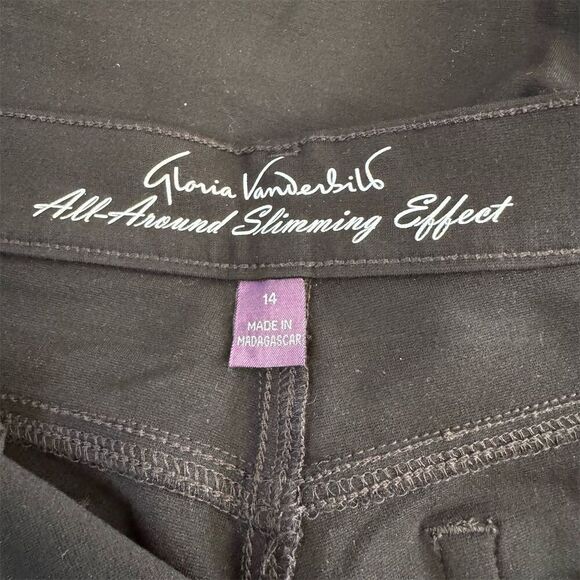 Gloria Vanderbilt
All-Around Slimming Effect
14
MADE IN
MADAGASCAR